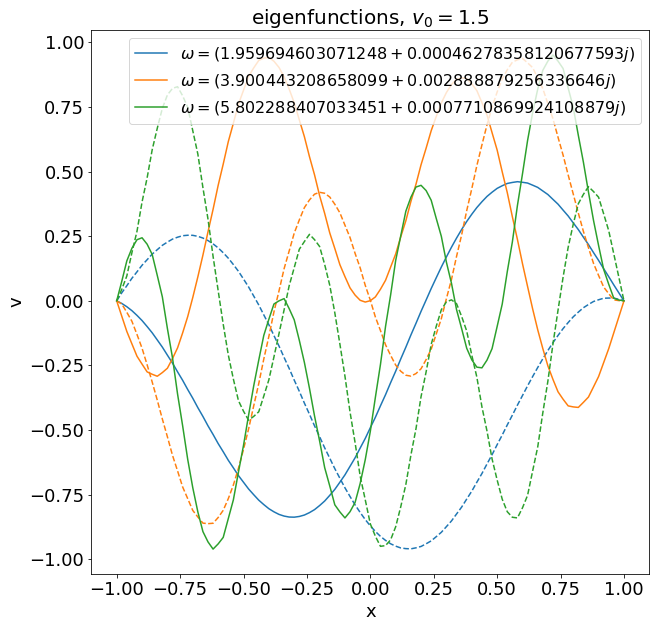 eigenfunctions, v₀ = 1.5
ω = (1.959694603071248 + 0.00046278358120677593j)
ω = (3.900443208658099 + 0.002888879256336646j)
ω = (5.802288407033451 + 0.0007710869924108879j)
1.00
0.75
0.50
0.25
0.00
−0.25
−0.50
−0.75
−1.00
v
−1.00 −0.75 −0.50 −0.25 0.00 0.25 0.50 0.75 1.00
x